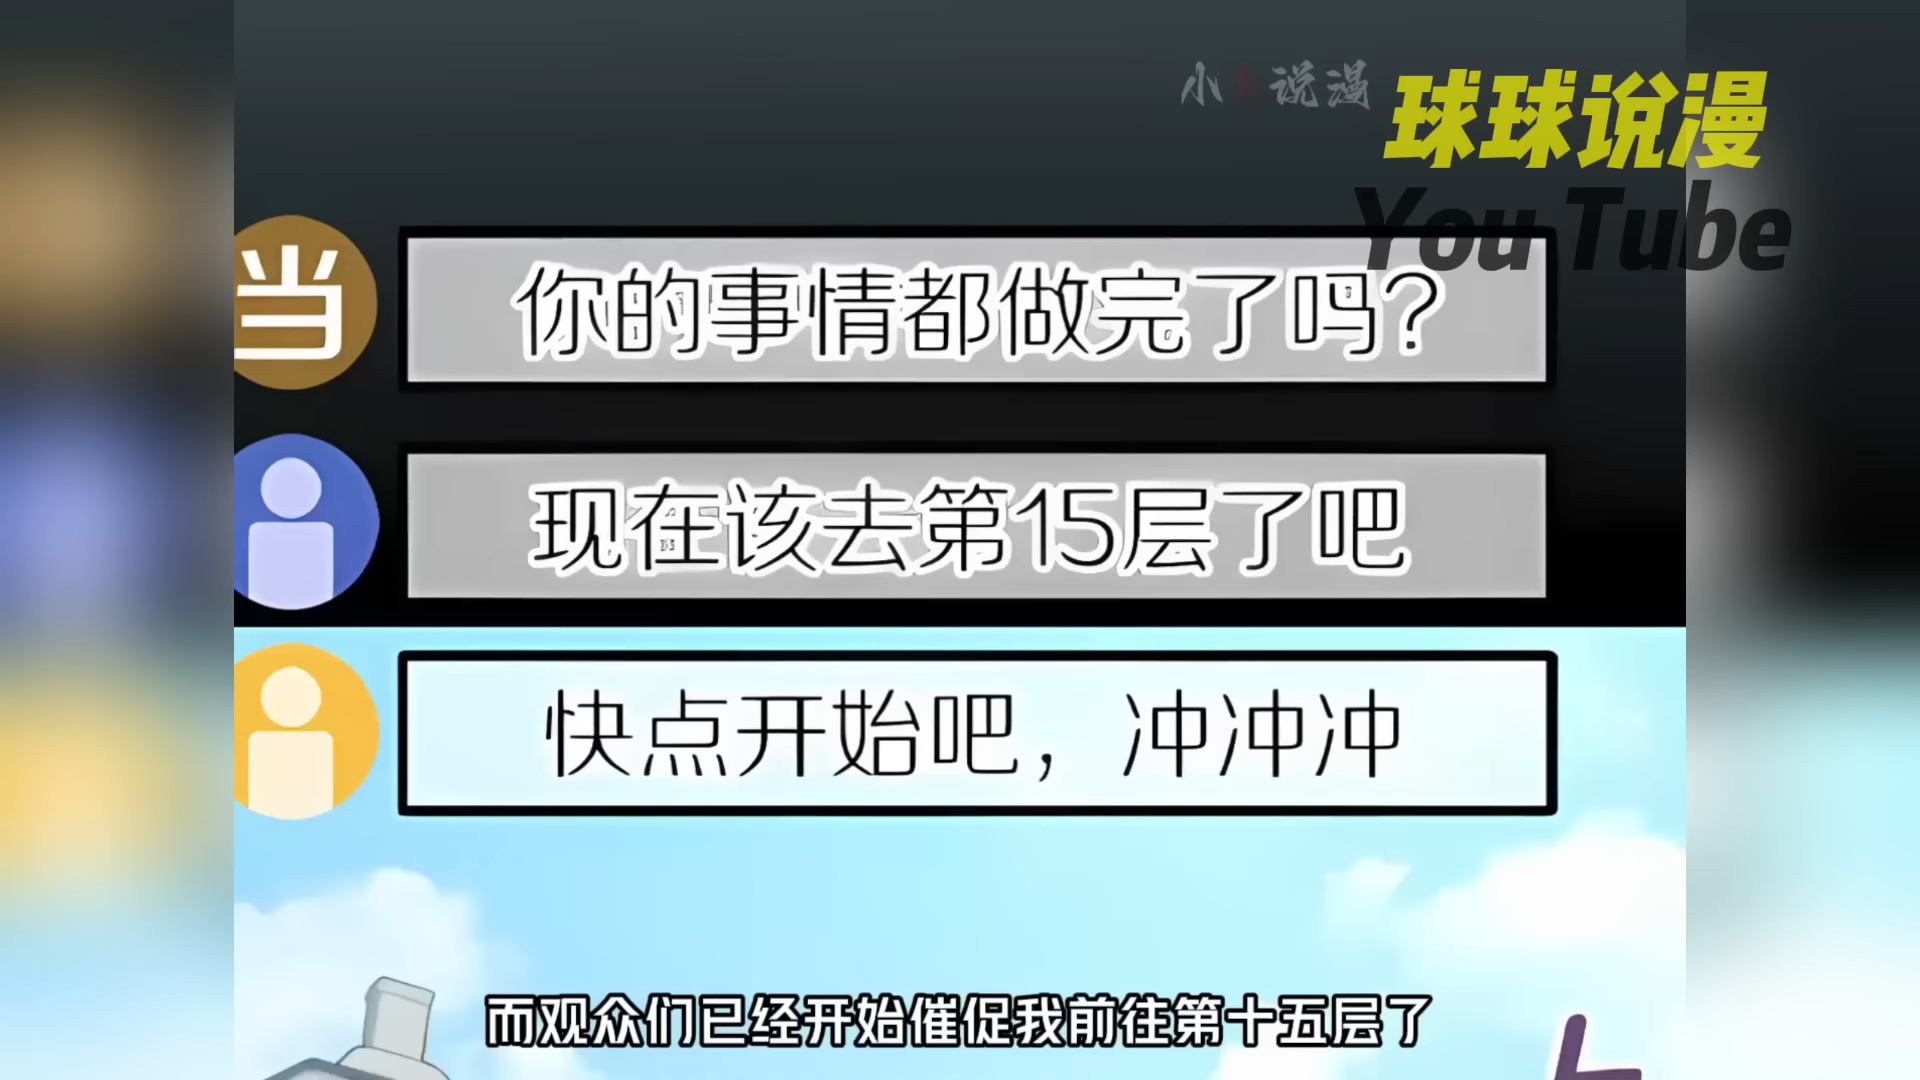 小 说漫
球球说漫
YouTube
当
你的事情都做完了吗？
现在该去第15层了吧
快点开始吧，冲冲冲
而观众们已经开始催促我前往第十五层了